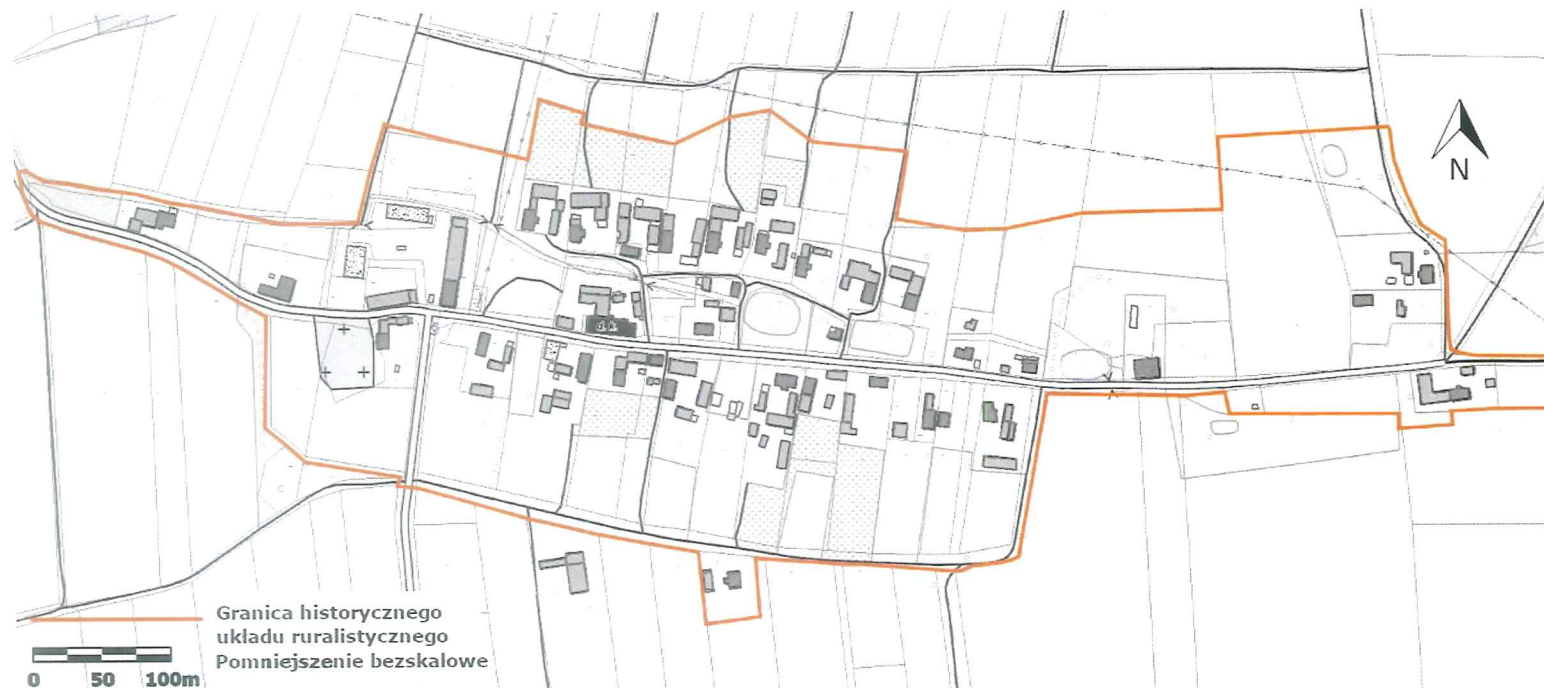 N
Granica historycznego
układu ruralistycznego
Pomniejszenie bezskalowe
0 50 100m